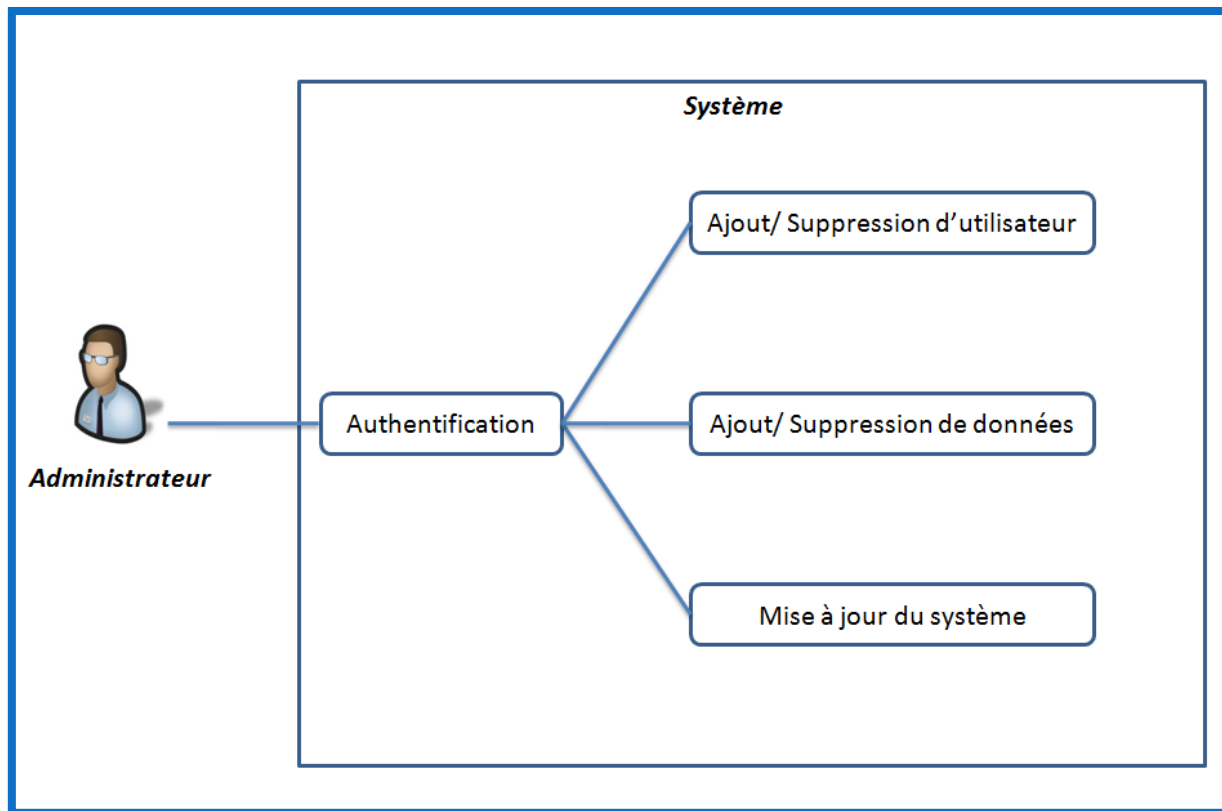 Système
Ajout/ Suppression d’utilisateur
Administrateur
Authentification
Ajout/ Suppression de données
Mise à jour du système